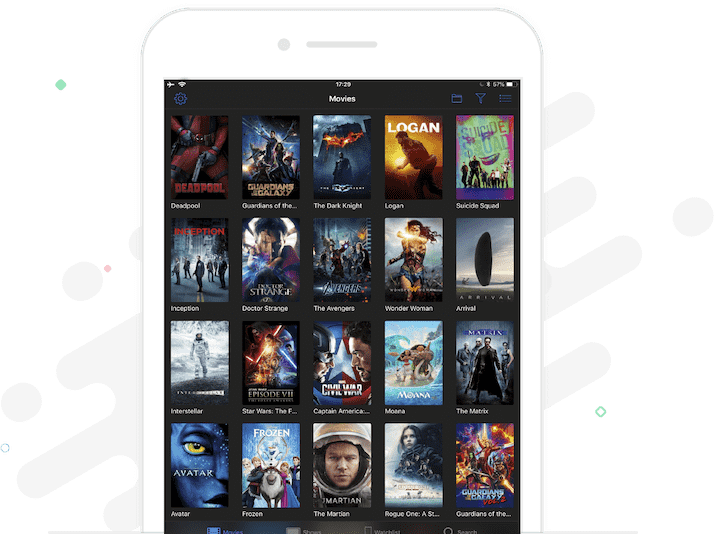 17:29
57%
Movies
DEADPOOL
GUARDIANS OF THE GALAXY
LOGAN
SUICIDE SQUAD
Deadpool
Guardians of the...
The Dark Knight
Logan
Suicide Squad
INCEPTION
DOCTOR STRANGE
AVENGERS
WONDER WOMAN
ARRIVAL
Inception
Doctor Strange
The Avengers
Wonder Woman
Arrival
INTERSTELLAR
STAR WARS
EPISODE VII
CIVIL WAR
MOANA
MATRIX
Interstellar
Star Wars: The F...
Captain America:...
Moana
The Matrix
AVATAR
FROZEN
MARTIAN
GUARDIANS OF THE GALAXY
VOL. 2
Avatar
Frozen
The Martian
Rogue One: A St...
Guardians of the...
Movies
Shows
Watchlist
Search